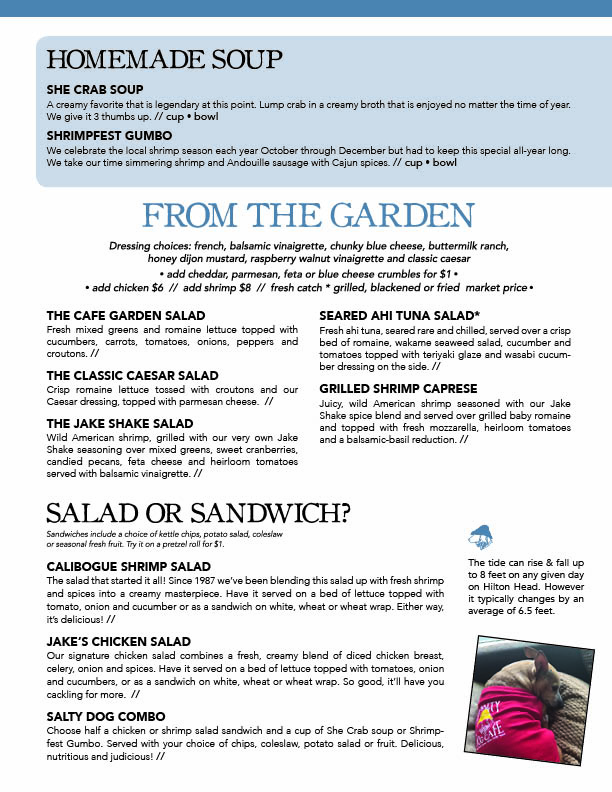 HOMEMADE SOUP
SHE CRAB SOUP
A creamy favorite that is legendary at this point. Lump crab in a creamy broth that is enjoyed no matter the time of year.
We give it 3 thumbs up. // cup • bowl
SHRIMPFEST GUMBO
We celebrate the local shrimp season each year October through December but had to keep this special all-year long.
We take our time simmering shrimp and Andouille sausage with Cajun spices. // cup • bowl
FROM THE GARDEN
Dressing choices: french, balsamic vinaigrette, chunky blue cheese, buttermilk ranch,
honey dijon mustard, raspberry walnut vinaigrette and classic caesar
• add cheddar, parmesan, feta or blue cheese crumbles for $1 •
• add chicken $6 // add shrimp $8 // fresh catch * grilled, blackened or fried market price •
THE CAFE GARDEN SALAD
Fresh mixed greens and romaine lettuce topped with
cucumbers, carrots, tomatoes, onions, peppers and
croutons. //
THE CLASSIC CAESAR SALAD
Crisp romaine lettuce tossed with croutons and our
Caesar dressing, topped with parmesan cheese. //
THE JAKE SHAKE SALAD
Wild American shrimp, grilled with our very own Jake
Shake seasoning over mixed greens, sweet cranberries,
candied pecans, feta cheese and heirloom tomatoes
served with balsamic vinaigrette. //
SEARED AHI TUNA SALAD*
Fresh ahi tuna, seared rare and chilled, served over a crisp
bed of romaine, wakame seaweed salad, cucumber and
tomatoes topped with teriyaki glaze and wasabi cucum-
ber dressing on the side. //
GRILLED SHRIMP CAPRESE
Juicy, wild American shrimp seasoned with our Jake
Shake spice blend and served over grilled baby romaine
and topped with fresh mozzarella, heirloom tomatoes
and a balsamic-basil reduction. //
SALAD OR SANDWICH?
Sandwiches include a choice of kettle chips, potato salad, coleslaw
or seasonal fresh fruit. Try it on a pretzel roll for $1.
CALIBOGUE SHRIMP SALAD
The salad that started it all! Since 1987 we've been blending this salad up with fresh shrimp
and spices into a creamy masterpiece. Have it served on a bed of lettuce topped with
tomato, onion and cucumber or as a sandwich on white, wheat or wheat wrap. Either way,
it's delicious! //
JAKE'S CHICKEN SALAD
Our signature chicken salad combines a fresh, creamy blend of diced chicken breast,
celery, onion and spices. Have it served on a bed of lettuce topped with tomatoes, onion
and cucumbers, or as a sandwich on white, wheat or wheat wrap. So good, it'll have you
cackling for more. //
SALTY DOG COMBO
Choose half a chicken or shrimp salad sandwich and a cup of She Crab soup or Shrimp-
fest Gumbo. Served with your choice of chips, coleslaw, potato salad or fruit. Delicious,
nutritious and judicious! //
The tide can rise & fall up
to 8 feet on any given day
on Hilton Head. However
it typically changes by an
average of 6.5 feet.